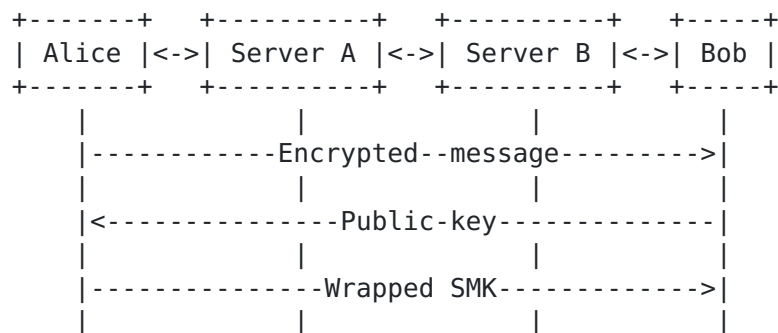 +-------+   +----------+   +----------+   +-----+
| Alice |<->| Server A |<->| Server B |<->| Bob |
+-------+   +----------+   +----------+   +-----+
    |             |              |           |
    |------------Encrypted--message--------->|
    |             |              |           |
    |<---------------Public-key--------------|
    |             |              |           |
    |---------------Wrapped SMK------------->|
    |             |              |           |